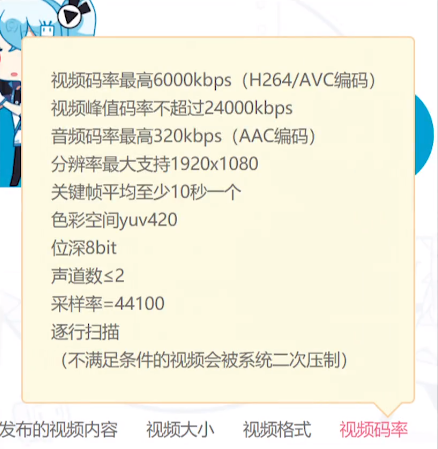 视频码率最高6000kbps（H264/AVC编码）
视频峰值码率不超过24000kbps
音频码率最高320kbps（AAC编码）
分辨率最大支持1920x1080
关键帧平均至少10秒一个
色彩空间yuv420
位深8bit
声道数≤2
采样率=44100
逐行扫描
（不满足条件的视频会被系统二次压制）
发布的视频内容 视频大小 视频格式 视频码率